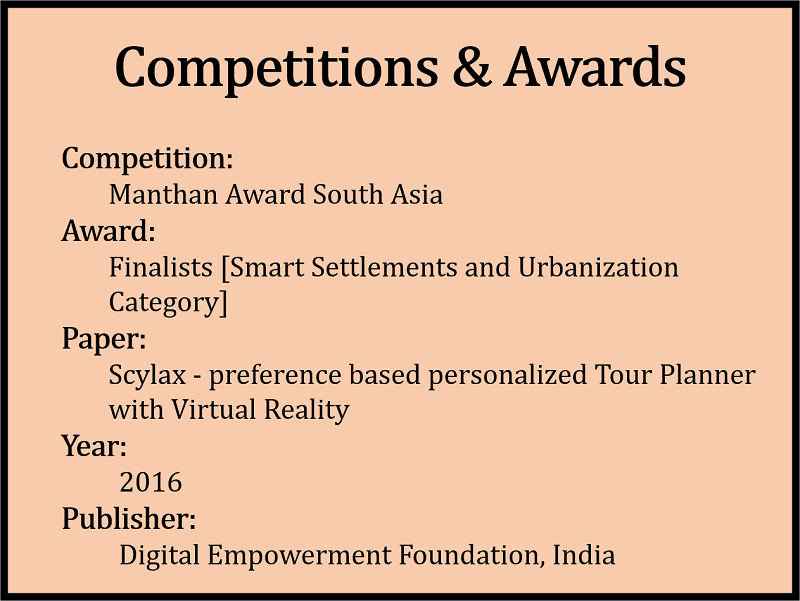 Competitions & Awards
Competition:
Manthan Award South Asia
Award:
Finalists [Smart Settlements and Urbanization
Category]
Paper:
Scylax - preference based personalized Tour Planner
with Virtual Reality
Year:
2016
Publisher:
Digital Empowerment Foundation, India